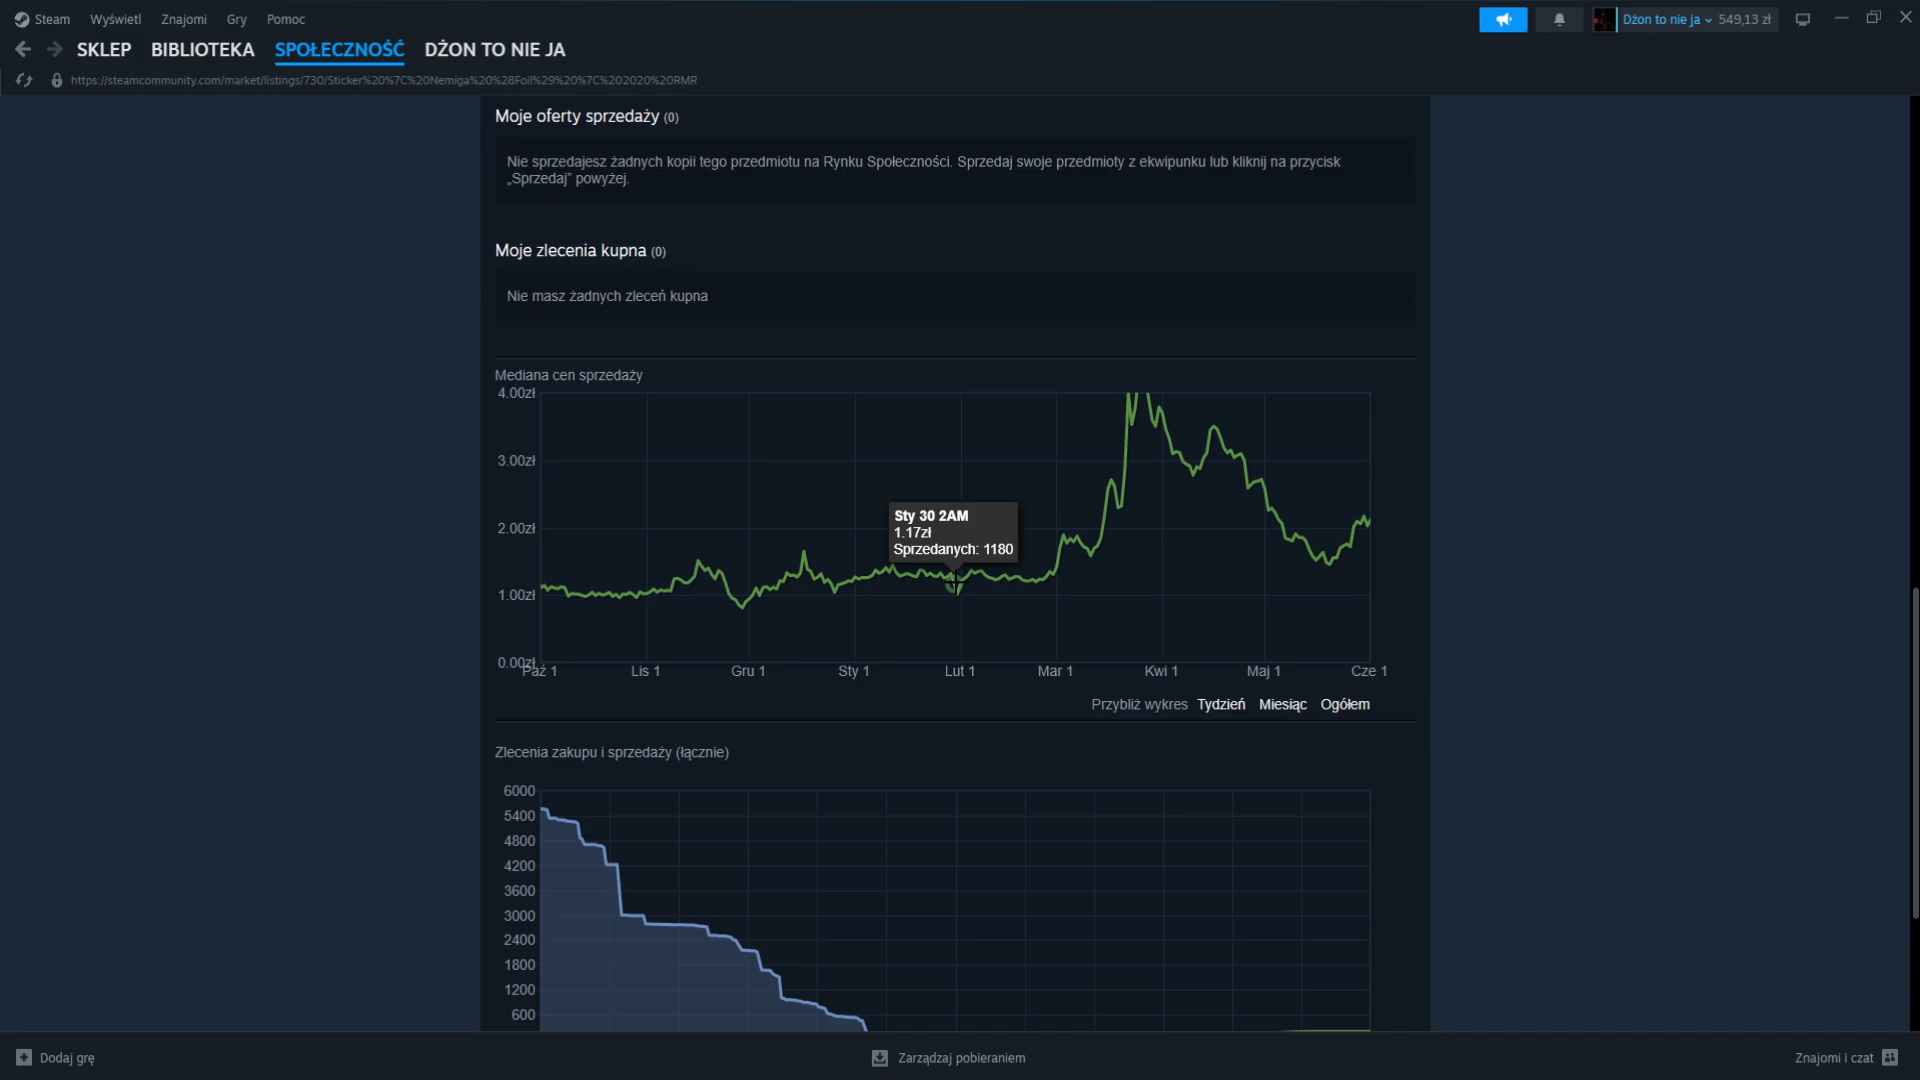 Steam Wyświetl Znajomi Gry Pomoc Dżon to nie ja 549,13 zł
SKLEP BIBLIOTEKA SPOŁECZNOŚĆ DŻON TO NIE JA
https://steamcommunity.com/market/listings/730/Sticker%20%7C%20Nemiga%20%28Foil%29%20%7C%202020%20RMR
Moje oferty sprzedaży (0)
Nie sprzedajesz żadnych kopii tego przedmiotu na Rynku Społeczności. Sprzedaj swoje przedmioty z ekwipunku lub kliknij na przycisk
„Sprzedaj” powyżej.
Moje zlecenia kupna (0)
Nie masz żadnych zleceń kupna
Mediana cen sprzedaży
4.00zł
3.00zł
2.00zł
1.00zł
0.00zł
Sty 30 2AM
1.17zł
Sprzedanych: 1180
Paź 1 Lis 1 Gru 1 Sty 1 Lut 1 Mar 1 Kwi 1 Maj 1 Cze 1
Przybliż wykres Tydzień Miesiąc Ogółem
Zlecenia zakupu i sprzedaży (łącznie)
6000
5400
4800
4200
3600
3000
2400
1800
1200
600
Dodaj grę Zarządzaj pobieraniem Znajomi i czat